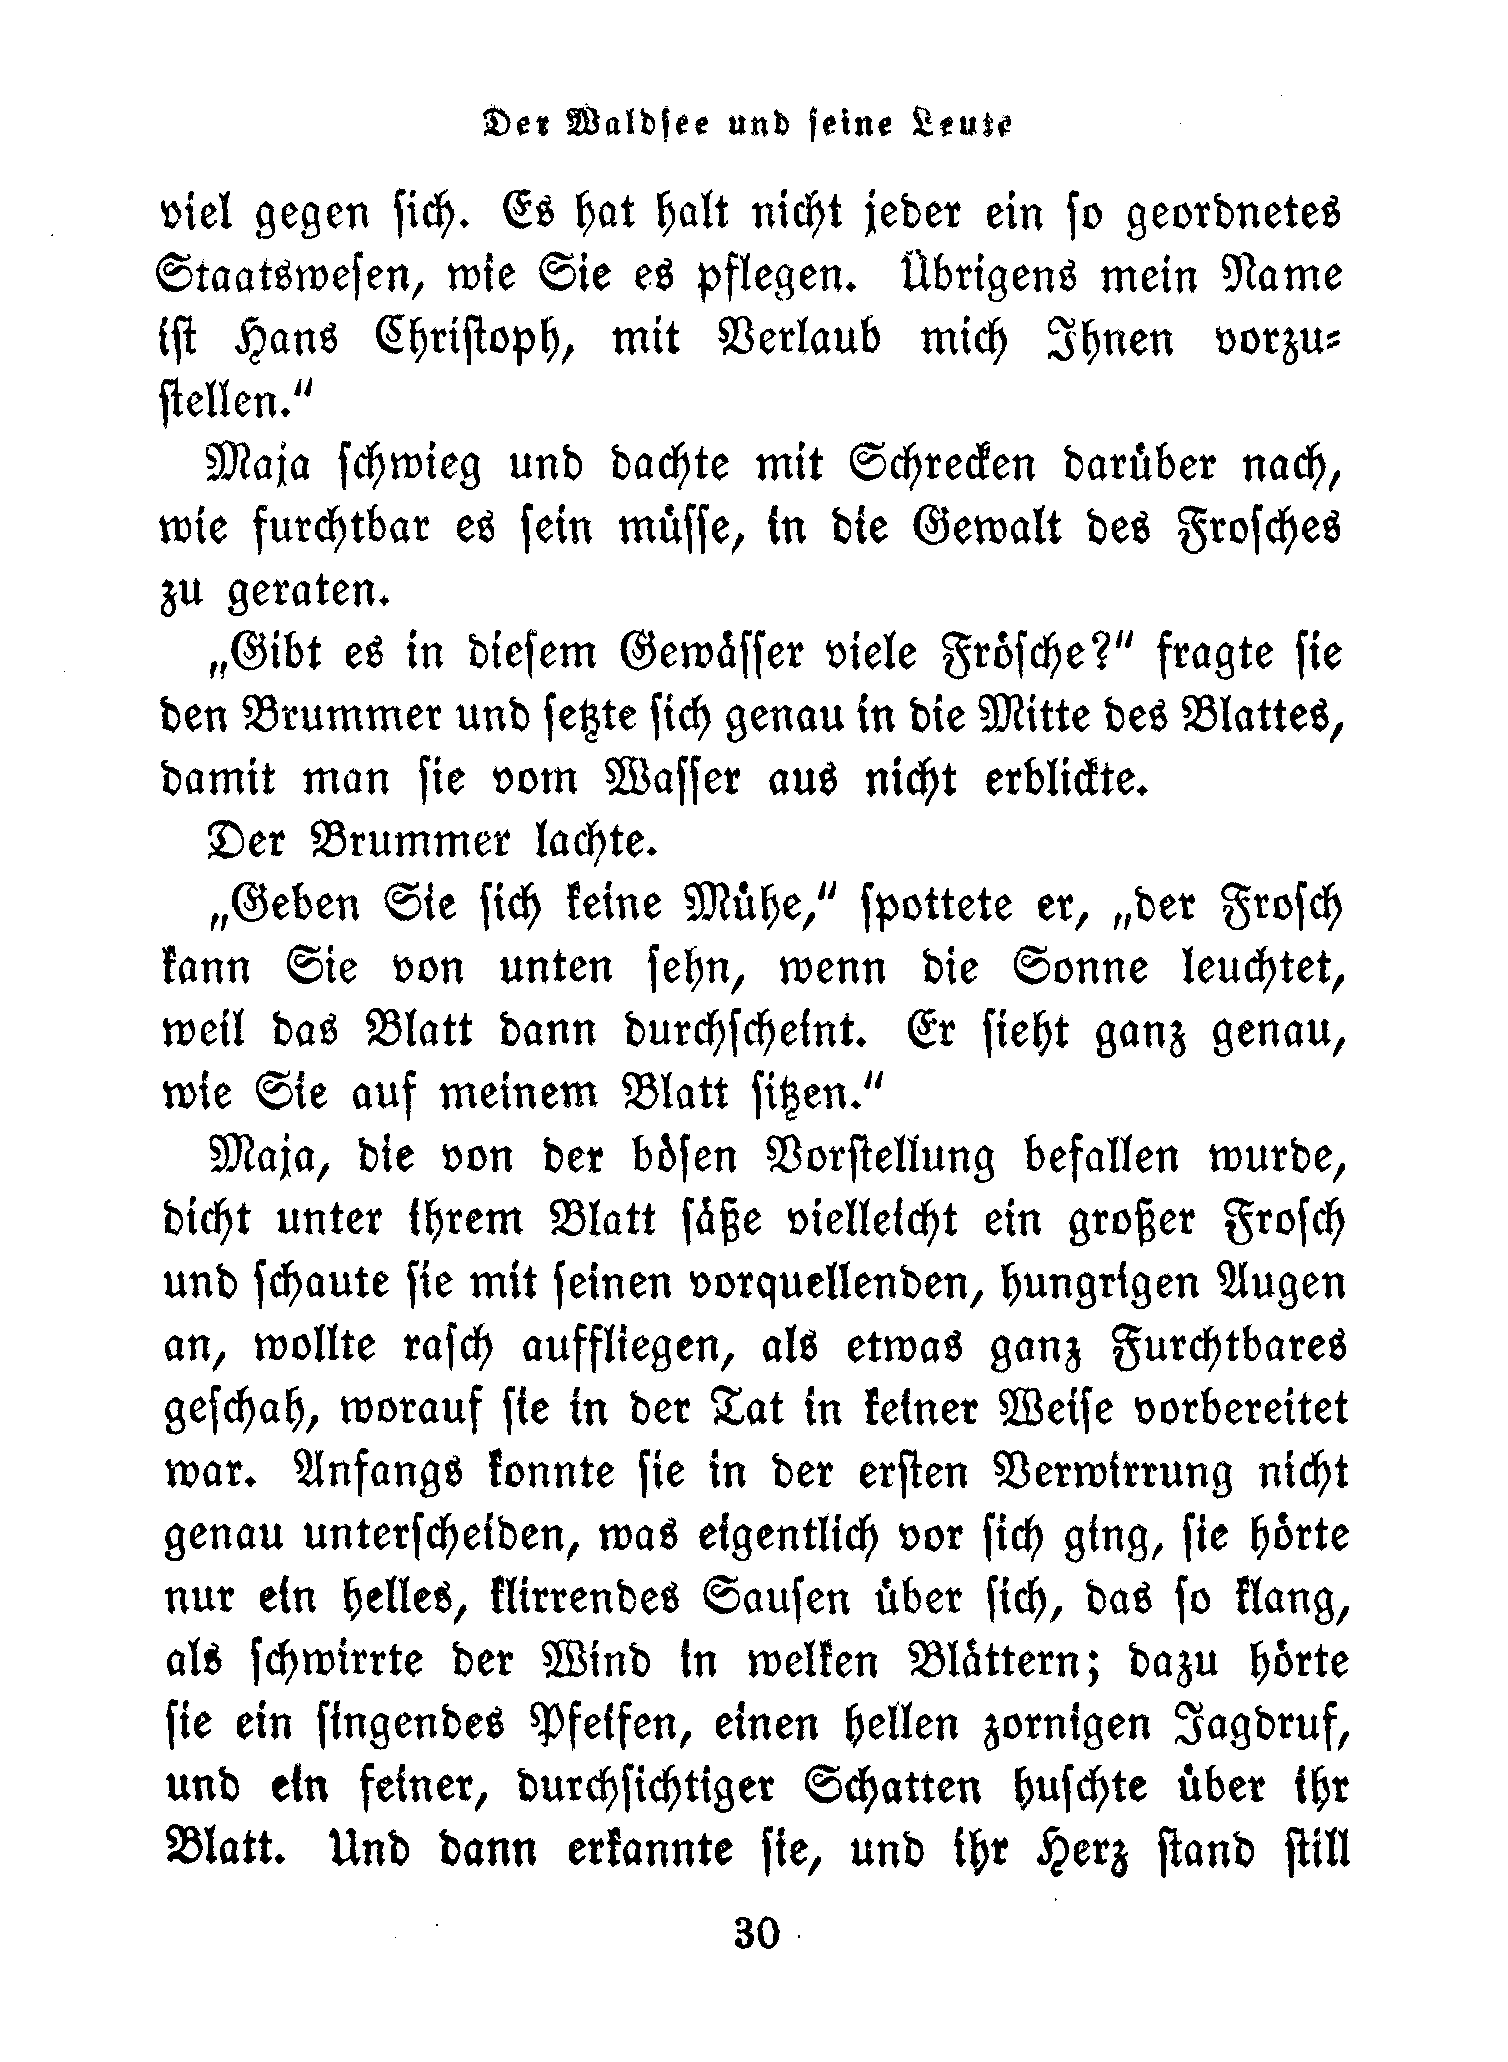 Der Waldsee und seine Leute
viel gegen sich. Es hat halt nicht jeder ein so geordnetes
Staatswesen, wie Sie es pflegen. Übrigens mein Name
ist Hans Christoph, mit Verlaub mich Ihnen vorzu-
stellen.“
Maja schwieg und dachte mit Schrecken darüber nach,
wie furchtbar es sein müsse, in die Gewalt des Frosches
zu geraten.
„Gibt es in diesem Gewässer viele Frösche?“ fragte sie
den Brummer und setzte sich genau in die Mitte des Blattes,
damit man sie vom Wasser aus nicht erblickte.
Der Brummer lachte.
„Geben Sie sich keine Mühe,“ spottete er, „der Frosch
kann Sie von unten sehn, wenn die Sonne leuchtet,
weil das Blatt dann durchscheint. Er sieht ganz genau,
wie Sie auf meinem Blatt sitzen.“
Maja, die von der bösen Vorstellung befallen wurde,
dicht unter ihrem Blatt säße vielleicht ein großer Frosch
und schaute sie mit seinen vorquellenden, hungrigen Augen
an, wollte rasch auffliegen, als etwas ganz Furchtbares
geschah, worauf sie in der Tat in keiner Weise vorbereitet
war. Anfangs konnte sie in der ersten Verwirrung nicht
genau unterscheiden, was eigentlich vor sich ging, sie hörte
nur ein helles, klirrendes Sausen über sich, das so klang,
als schwirrte der Wind in welken Blättern; dazu hörte
sie ein singendes Pfeifen, einen hellen zornigen Jagdruf,
und ein feiner, durchsichtiger Schatten huschte über ihr
Blatt. Und dann erkannte sie, und ihr Herz stand still
30